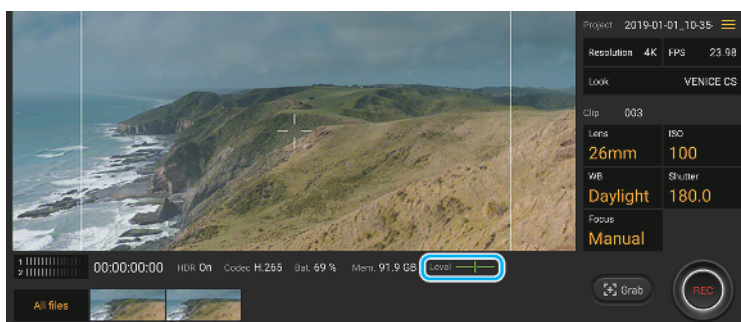 Project 2019-01-01_10-35-
Resolution 4K FPS 23.98
Look VENICE CS
Clip 003
Lens ISO
26mm 100
WB Shutter
Daylight 180.0
Focus
Manual
1
2
00:00:00:00 HDR On Codec H.265 Bat. 69 % Mem. 91.9 GB Level
Grab REC
All files